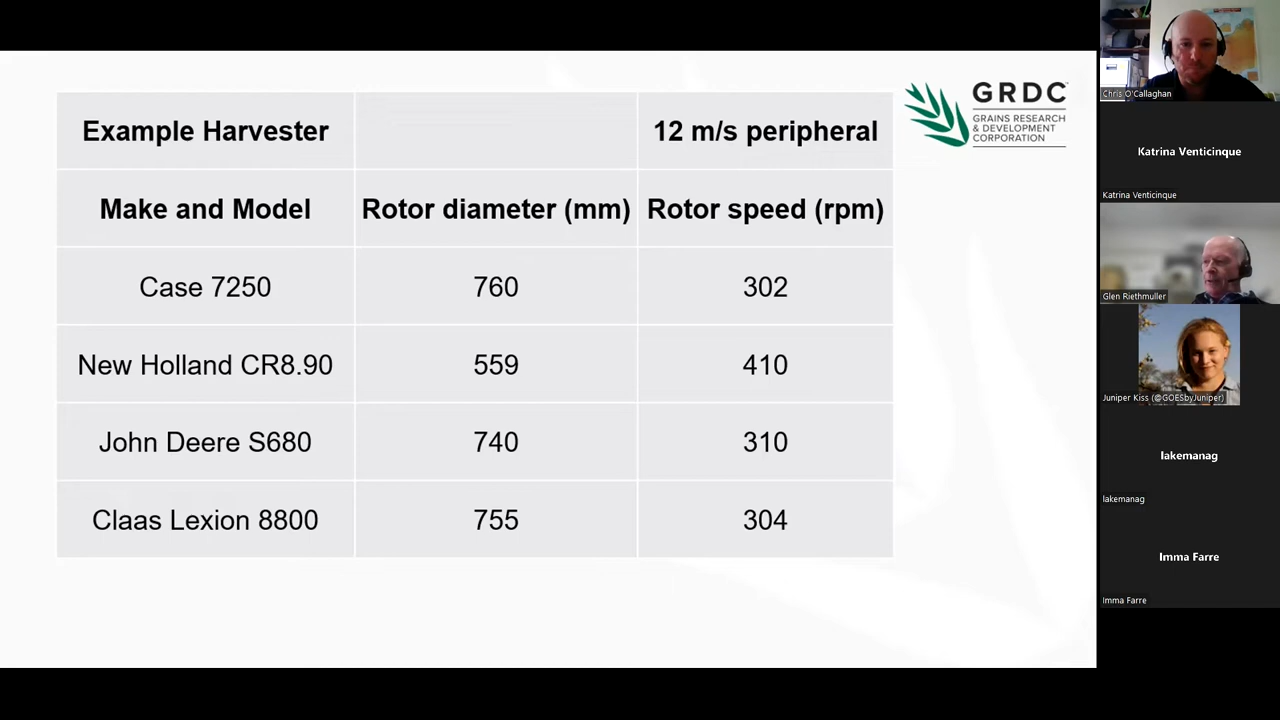 Example Harvester
12 m/s peripheral
Make and Model
Rotor diameter (mm)
Rotor speed (rpm)
Case 7250
760
302
New Holland CR8.90
559
410
John Deere S680
740
310
Claas Lexion 8800
755
304
GRDC™
GRAINS RESEARCH
& DEVELOPMENT
CORPORATION
Chris O'Callaghan
Katrina Venticinque
Katrina Venticinque
Glen Riethmuller
Juniper Kiss (@GOESbyJuniper)
lakemanag
lakemanag
Imma Farre
Imma Farre